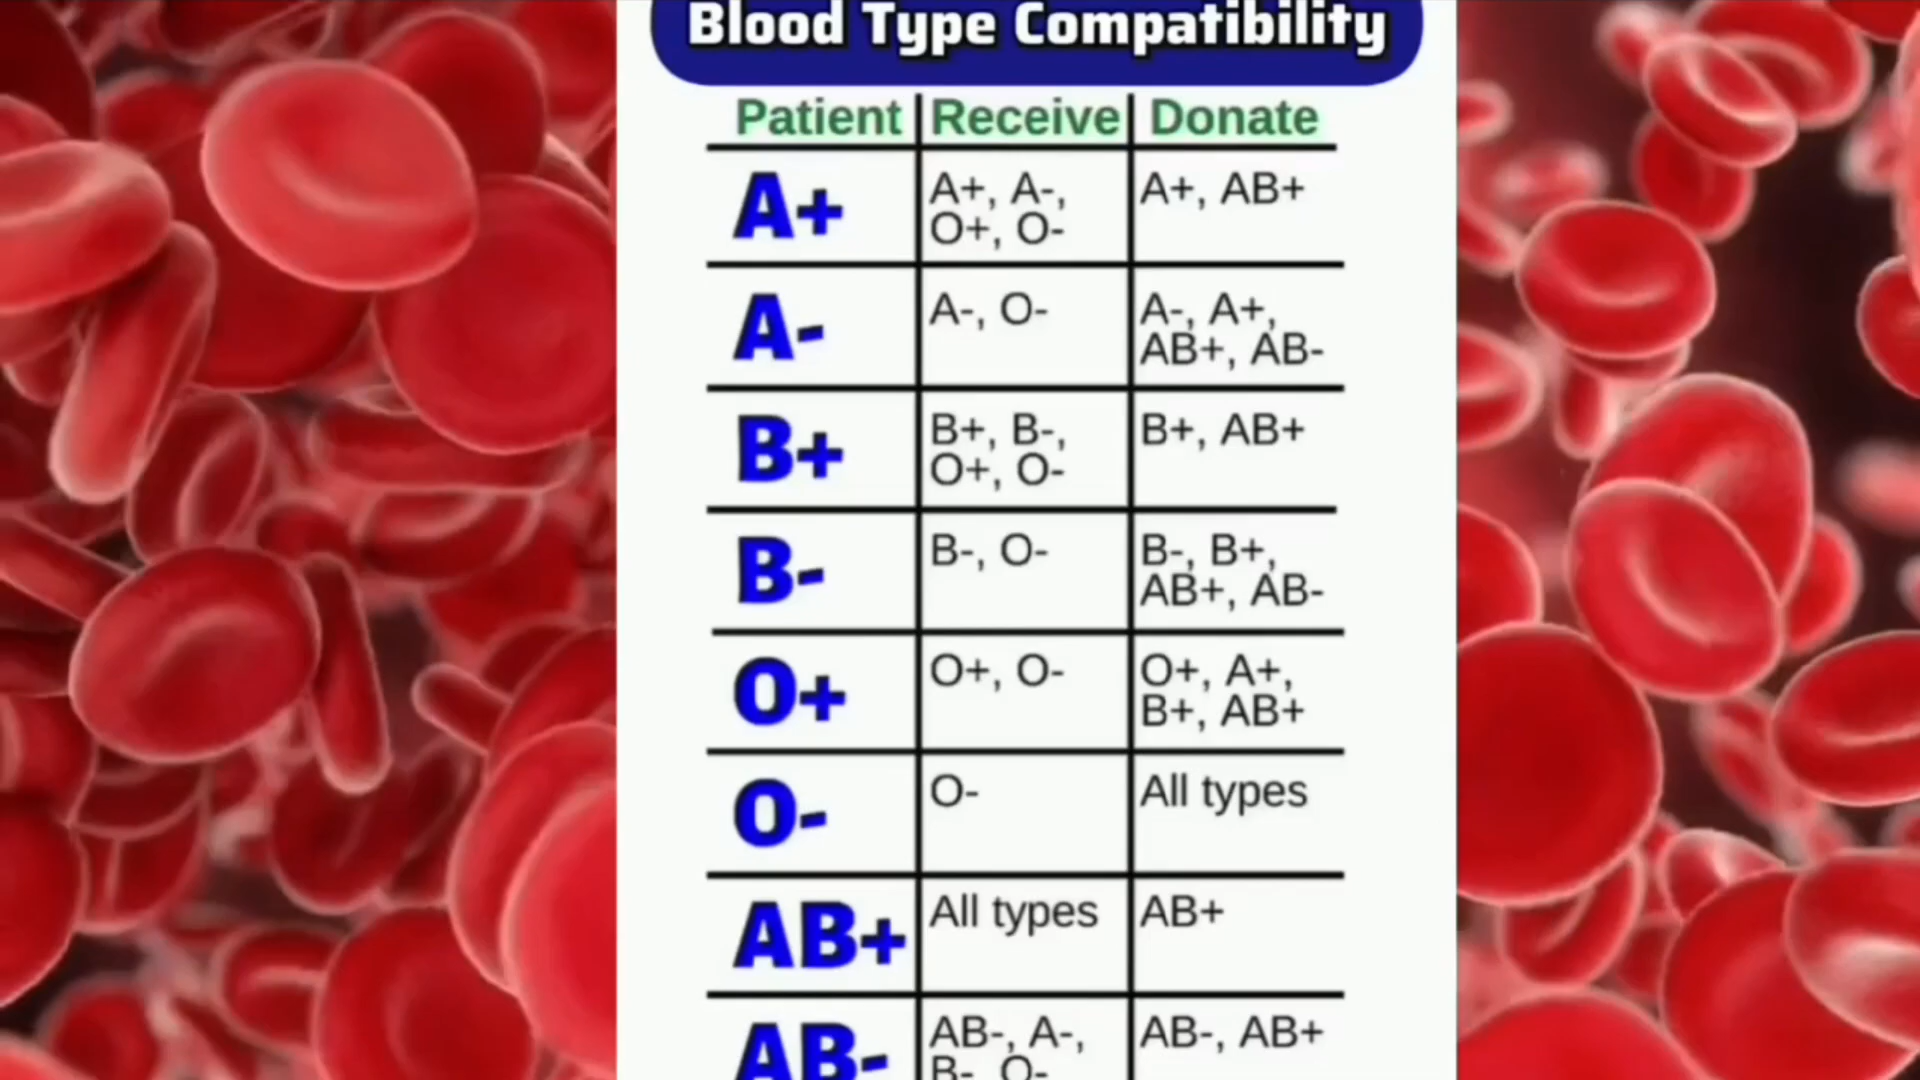 Blood Type Compatibility
Patient Receive Donate
A+ A+, A-, A+, AB+
O+, O-
A- A-, O- A-, A+,
AB+, AB-
B+ B+, B-, B+, AB+
O+, O-
B- B-, O- B-, B+,
AB+, AB-
O+ O+, O- O+, A+,
B+, AB+
O- O- All types
AB+ All types AB+
AB- AB-, A-, AB-, AB+
B-, O-